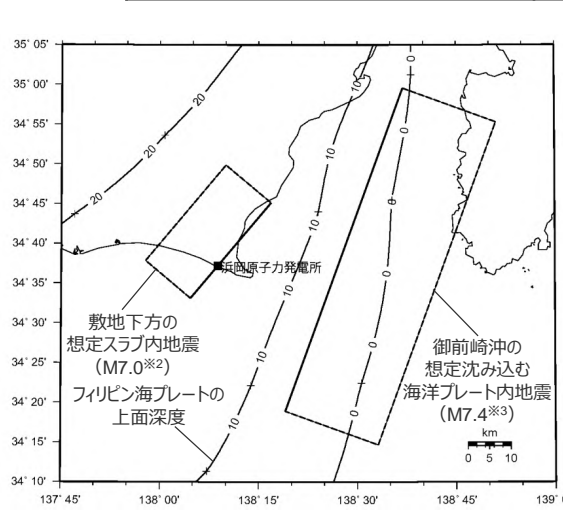 35° 05'
35° 00'
34° 55'
34° 50'
34° 45'
34° 40'
34° 35'
34° 30'
34° 25'
34° 20'
34° 15'
34° 10'
20
20
20
10
10
10
10
10
0
0
0
0
0
0
浜岡原子力発電所
敷地下方の
想定スラブ内地震
（M7.0※2）
フィリピン海プレートの
上面深度
御前崎沖の
想定沈み込む
海洋プレート内地震
（M7.4※3）
km
0 5 10
137° 45' 138° 00' 138° 15' 138° 30' 138° 45' 139°